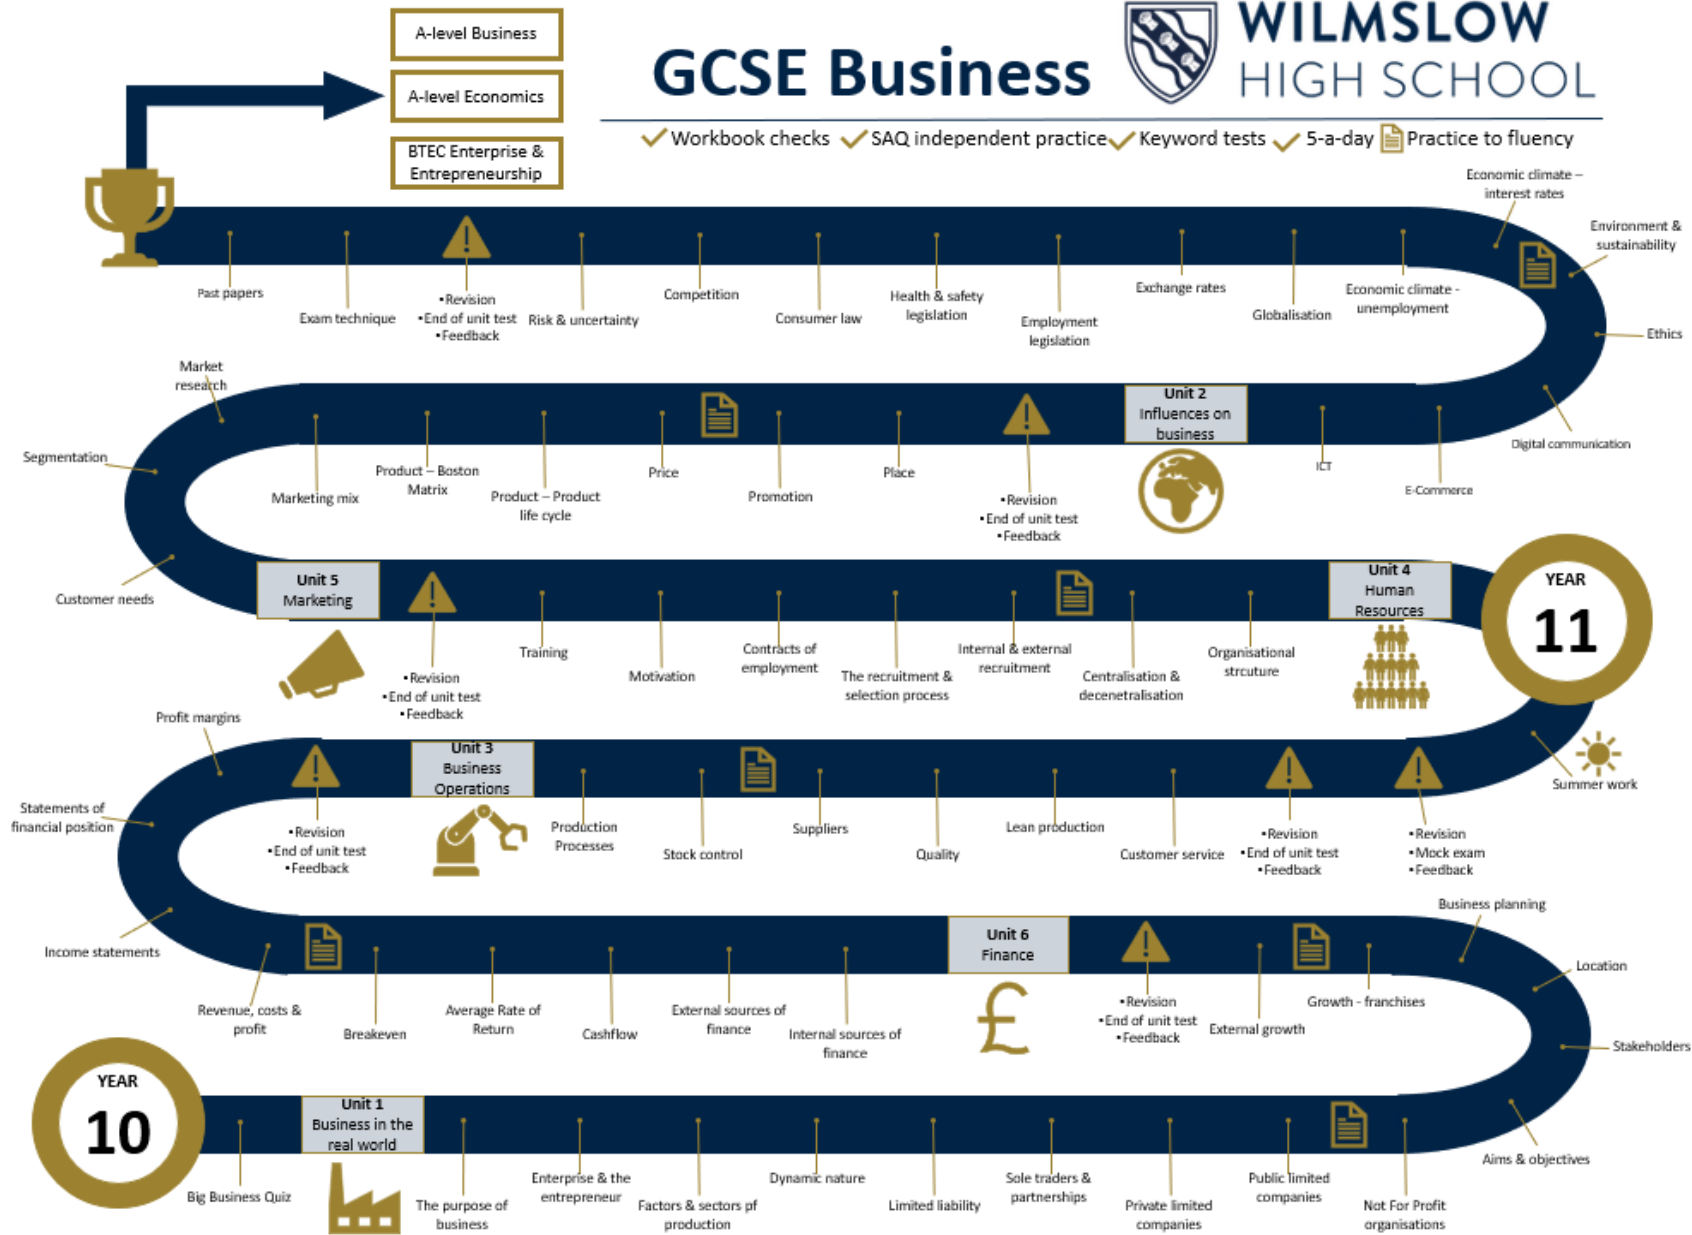 A-level Business
A-level Economics
BTEC Enterprise &
Entrepreneurship
GCSE Business
WILMSLOW
HIGH SCHOOL
Workbook checks
SAQ independent practice
Keyword tests
5-a-day
Practice to fluency
Economic climate –
interest rates
Environment &
sustainability
Past papers
Exam technique
•Revision
•End of unit test
•Feedback
Risk & uncertainty
Competition
Consumer law
Health & safety
legislation
Employment
legislation
Exchange rates
Globalisation
Economic climate -
unemployment
Ethics
Market
research
Segmentation
Marketing mix
Product – Boston
Matrix
Product – Product
life cycle
Price
Promotion
Place
•Revision
•End of unit test
•Feedback
Unit 2
Influences on
business
ICT
E-Commerce
Digital communication
Customer needs
Unit 5
Marketing
•Revision
•End of unit test
•Feedback
Training
Motivation
Contracts of
employment
The recruitment &
selection process
Internal & external
recruitment
Centralisation &
decenetralisation
Organisational
strcuture
Unit 4
Human
Resources
YEAR
11
Profit margins
Statements of
financial position
•Revision
•End of unit test
•Feedback
Unit 3
Business
Operations
Production
Processes
Stock control
Suppliers
Quality
Lean production
Customer service
•Revision
•End of unit test
•Feedback
•Revision
•Mock exam
•Feedback
Summer work
Income statements
Revenue, costs &
profit
Breakeven
Average Rate of
Return
Cashflow
External sources of
finance
Internal sources of
finance
Unit 6
Finance
£
•Revision
•End of unit test
•Feedback
External growth
Growth - franchises
Business planning
Location
Stakeholders
YEAR
10
Big Business Quiz
Unit 1
Business in the
real world
The purpose of
business
Enterprise & the
entrepreneur
Factors & sectors pf
production
Dynamic nature
Limited liability
Sole traders &
partnerships
Private limited
companies
Public limited
companies
Not For Profit
organisations
Aims & objectives